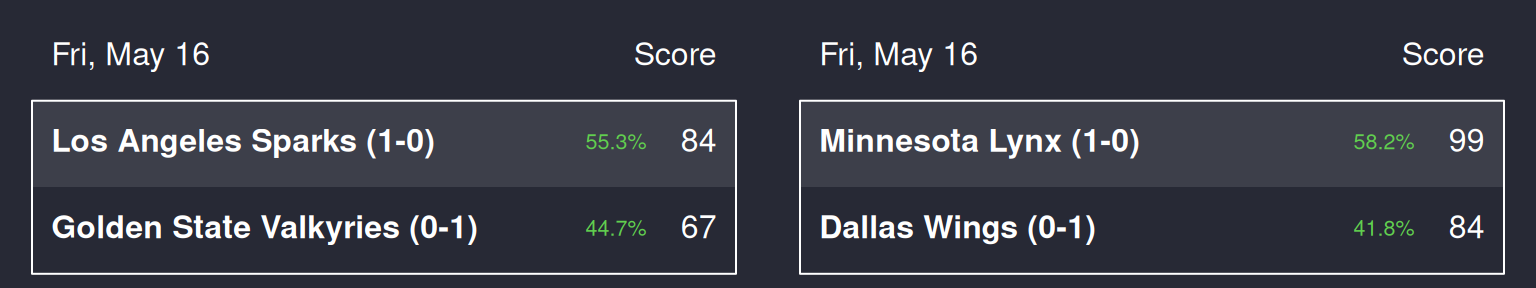 Fri, May 16 Score
Los Angeles Sparks (1-0) 55.3% 84
Golden State Valkyries (0-1) 44.7% 67
Fri, May 16 Score
Minnesota Lynx (1-0) 58.2% 99
Dallas Wings (0-1) 41.8% 84